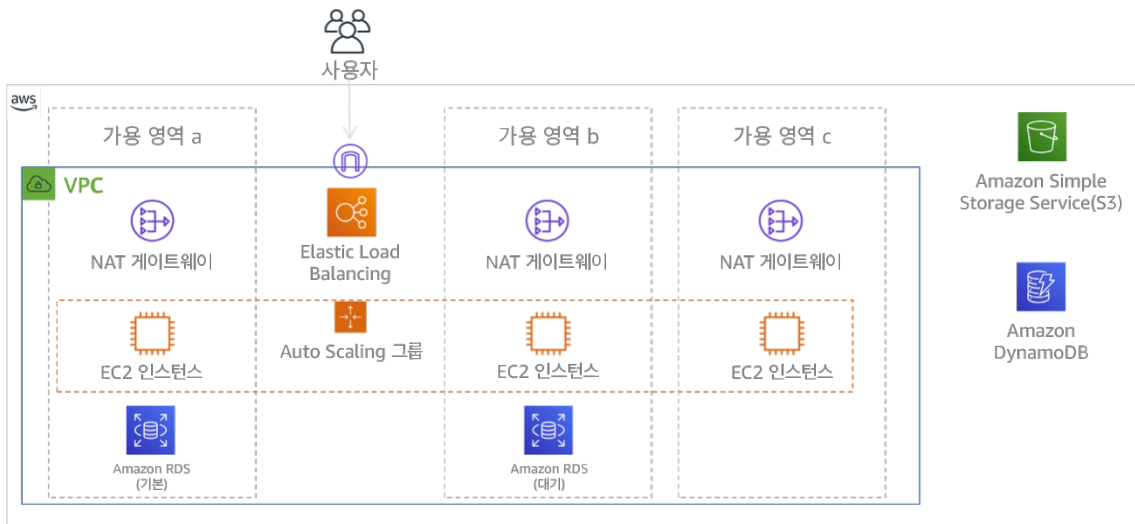 사용자
aws
가용 영역 a
가용 영역 b
가용 영역 c
VPC
Amazon Simple
Storage Service(S3)
NAT 게이트웨이
Elastic Load
Balancing
NAT 게이트웨이
NAT 게이트웨이
Amazon
DynamoDB
EC2 인스턴스
Auto Scaling 그룹
EC2 인스턴스
EC2 인스턴스
Amazon RDS
(기본)
Amazon RDS
(대기)